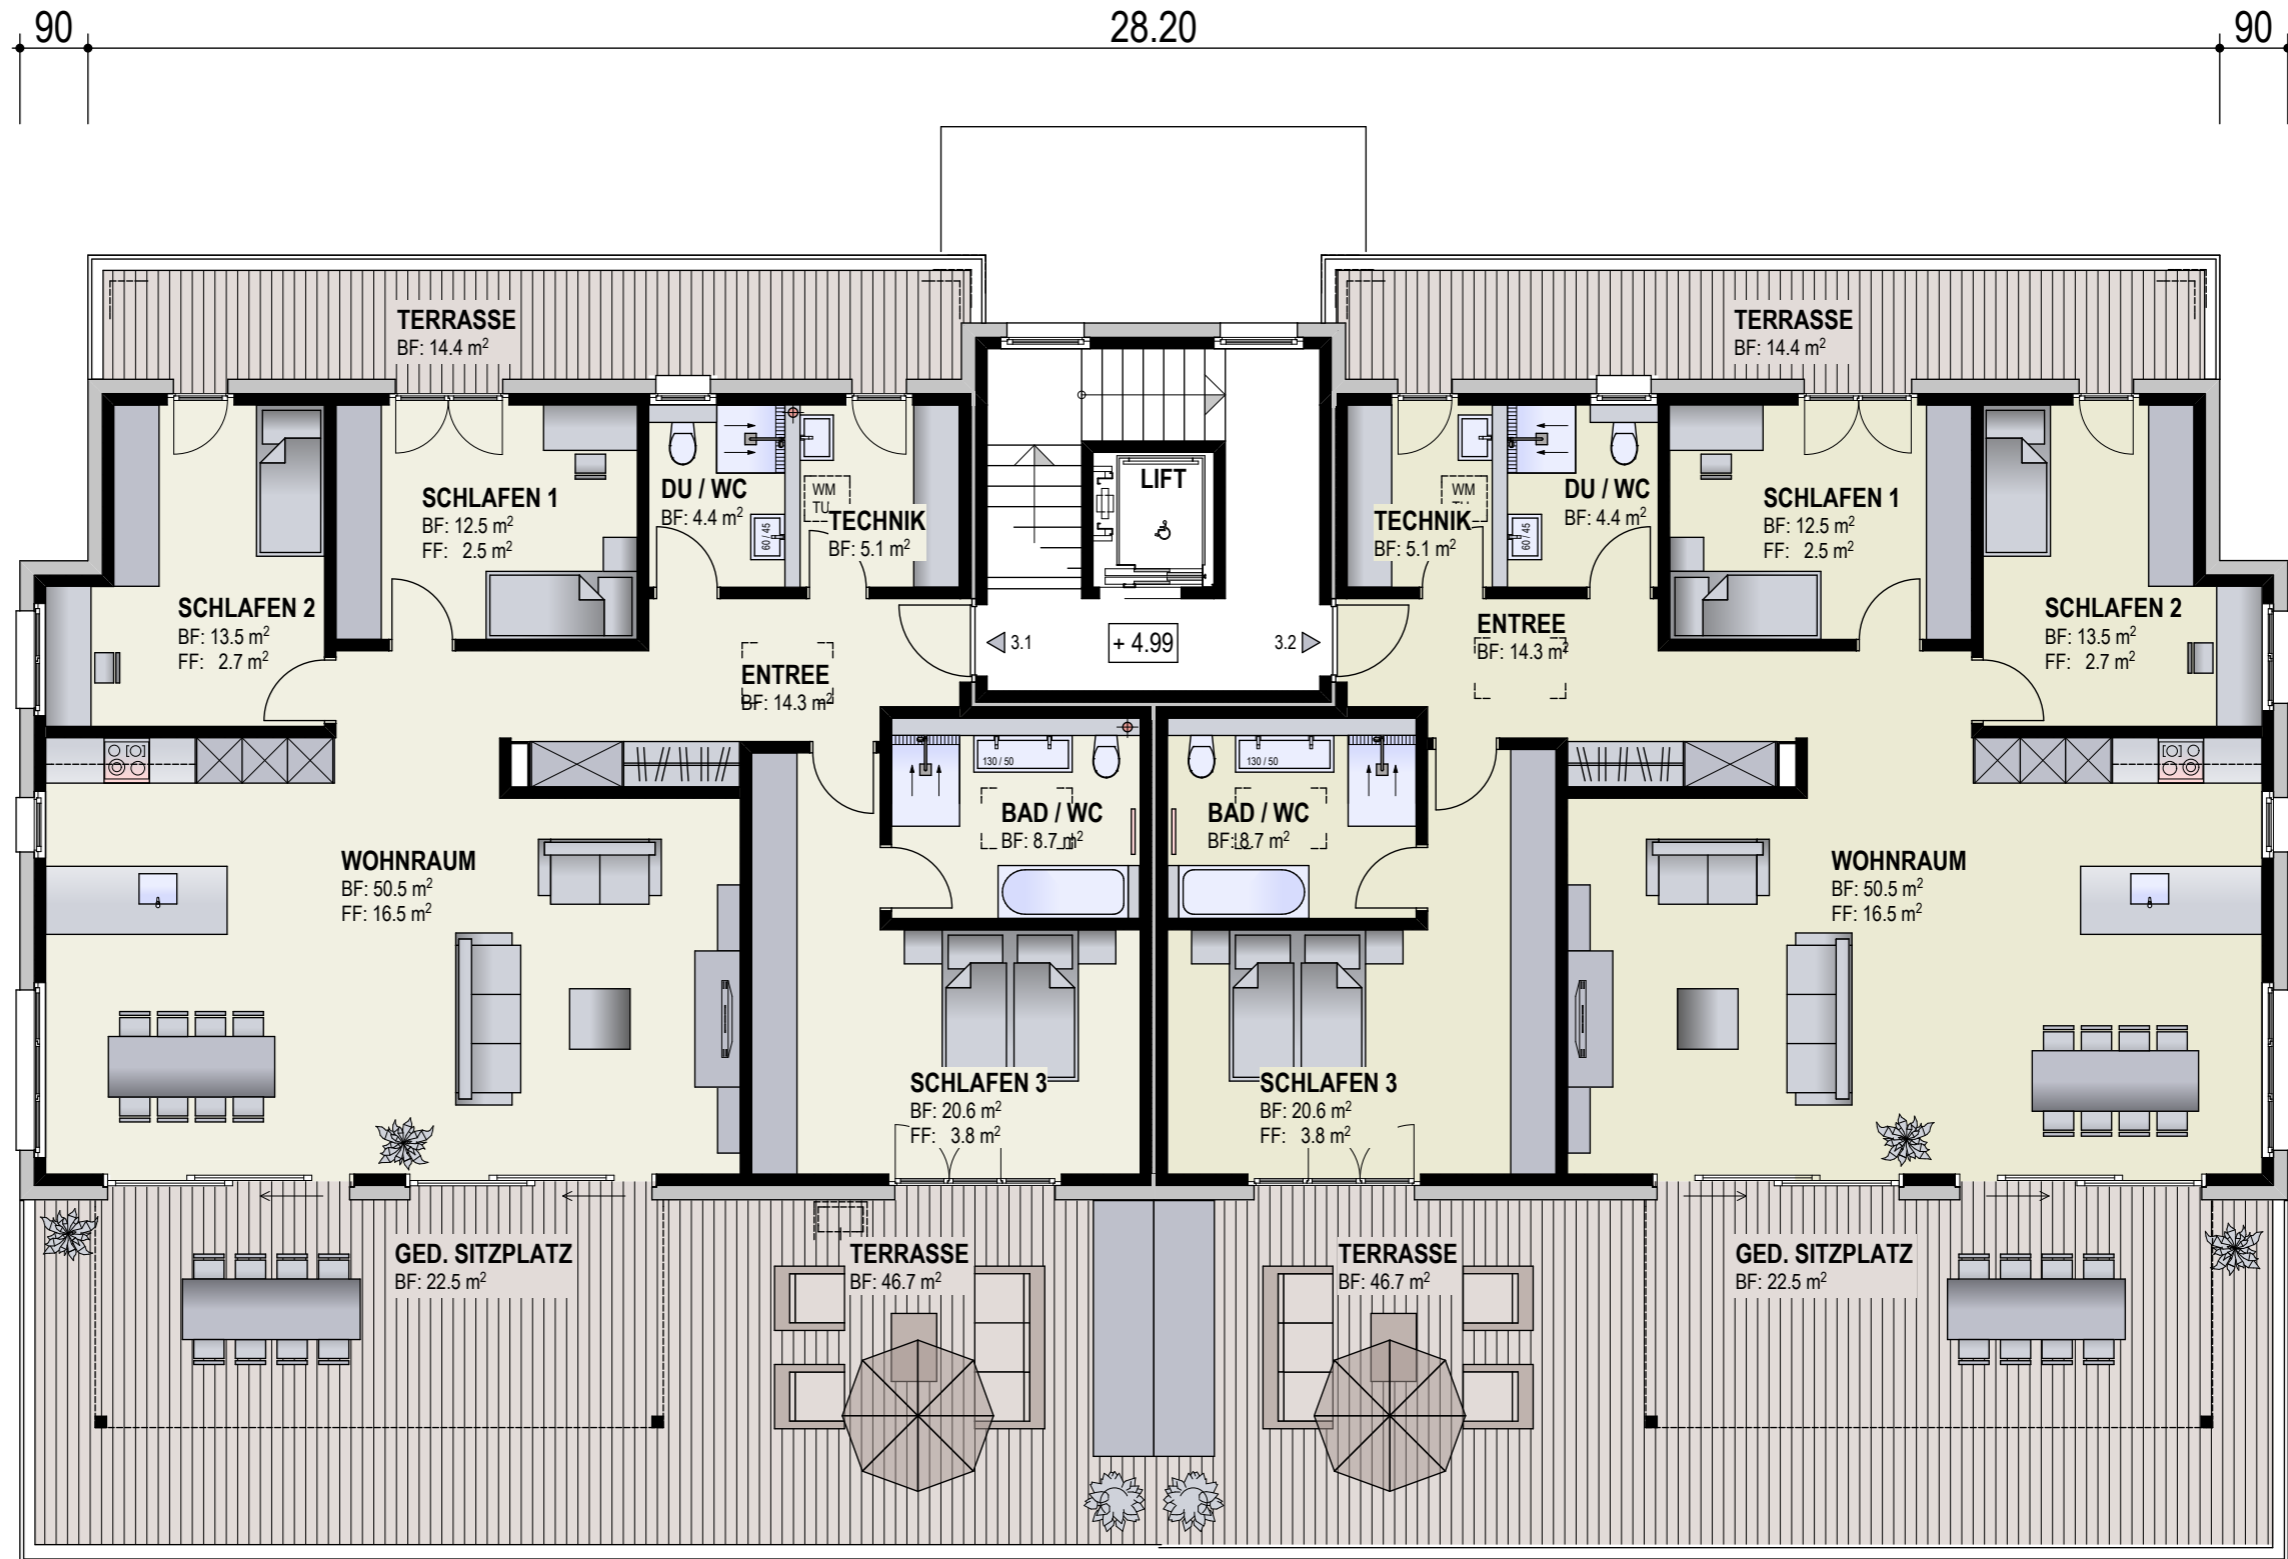 90
28.20
90
TERRASSE
BF: 14.4 m²
TERRASSE
BF: 14.4 m²
SCHLAFEN 1
BF: 12.5 m²
FF: 2.5 m²
DU / WC
BF: 4.4 m²
60 / 45
WM
TU
TECHNIK
BF: 5.1 m²
LIFT
WM
TECHNIK
BF: 5.1 m²
DU / WC
BF: 4.4 m²
60 / 45
SCHLAFEN 1
BF: 12.5 m²
FF: 2.5 m²
SCHLAFEN 2
BF: 13.5 m²
FF: 2.7 m²
ENTREE
BF: 14.3 m²
3.1
+ 4.99
3.2
ENTREE
BF: 14.3 m²
SCHLAFEN 2
BF: 13.5 m²
FF: 2.7 m²
130 / 50
130 / 50
BAD / WC
BF: 8.7 m²
BAD / WC
BF: 8.7 m²
WOHNRAUM
BF: 50.5 m²
FF: 16.5 m²
WOHNRAUM
BF: 50.5 m²
FF: 16.5 m²
SCHLAFEN 3
BF: 20.6 m²
FF: 3.8 m²
SCHLAFEN 3
BF: 20.6 m²
FF: 3.8 m²
GED. SITZPLATZ
BF: 22.5 m²
TERRASSE
BF: 46.7 m²
TERRASSE
BF: 46.7 m²
GED. SITZPLATZ
BF: 22.5 m²